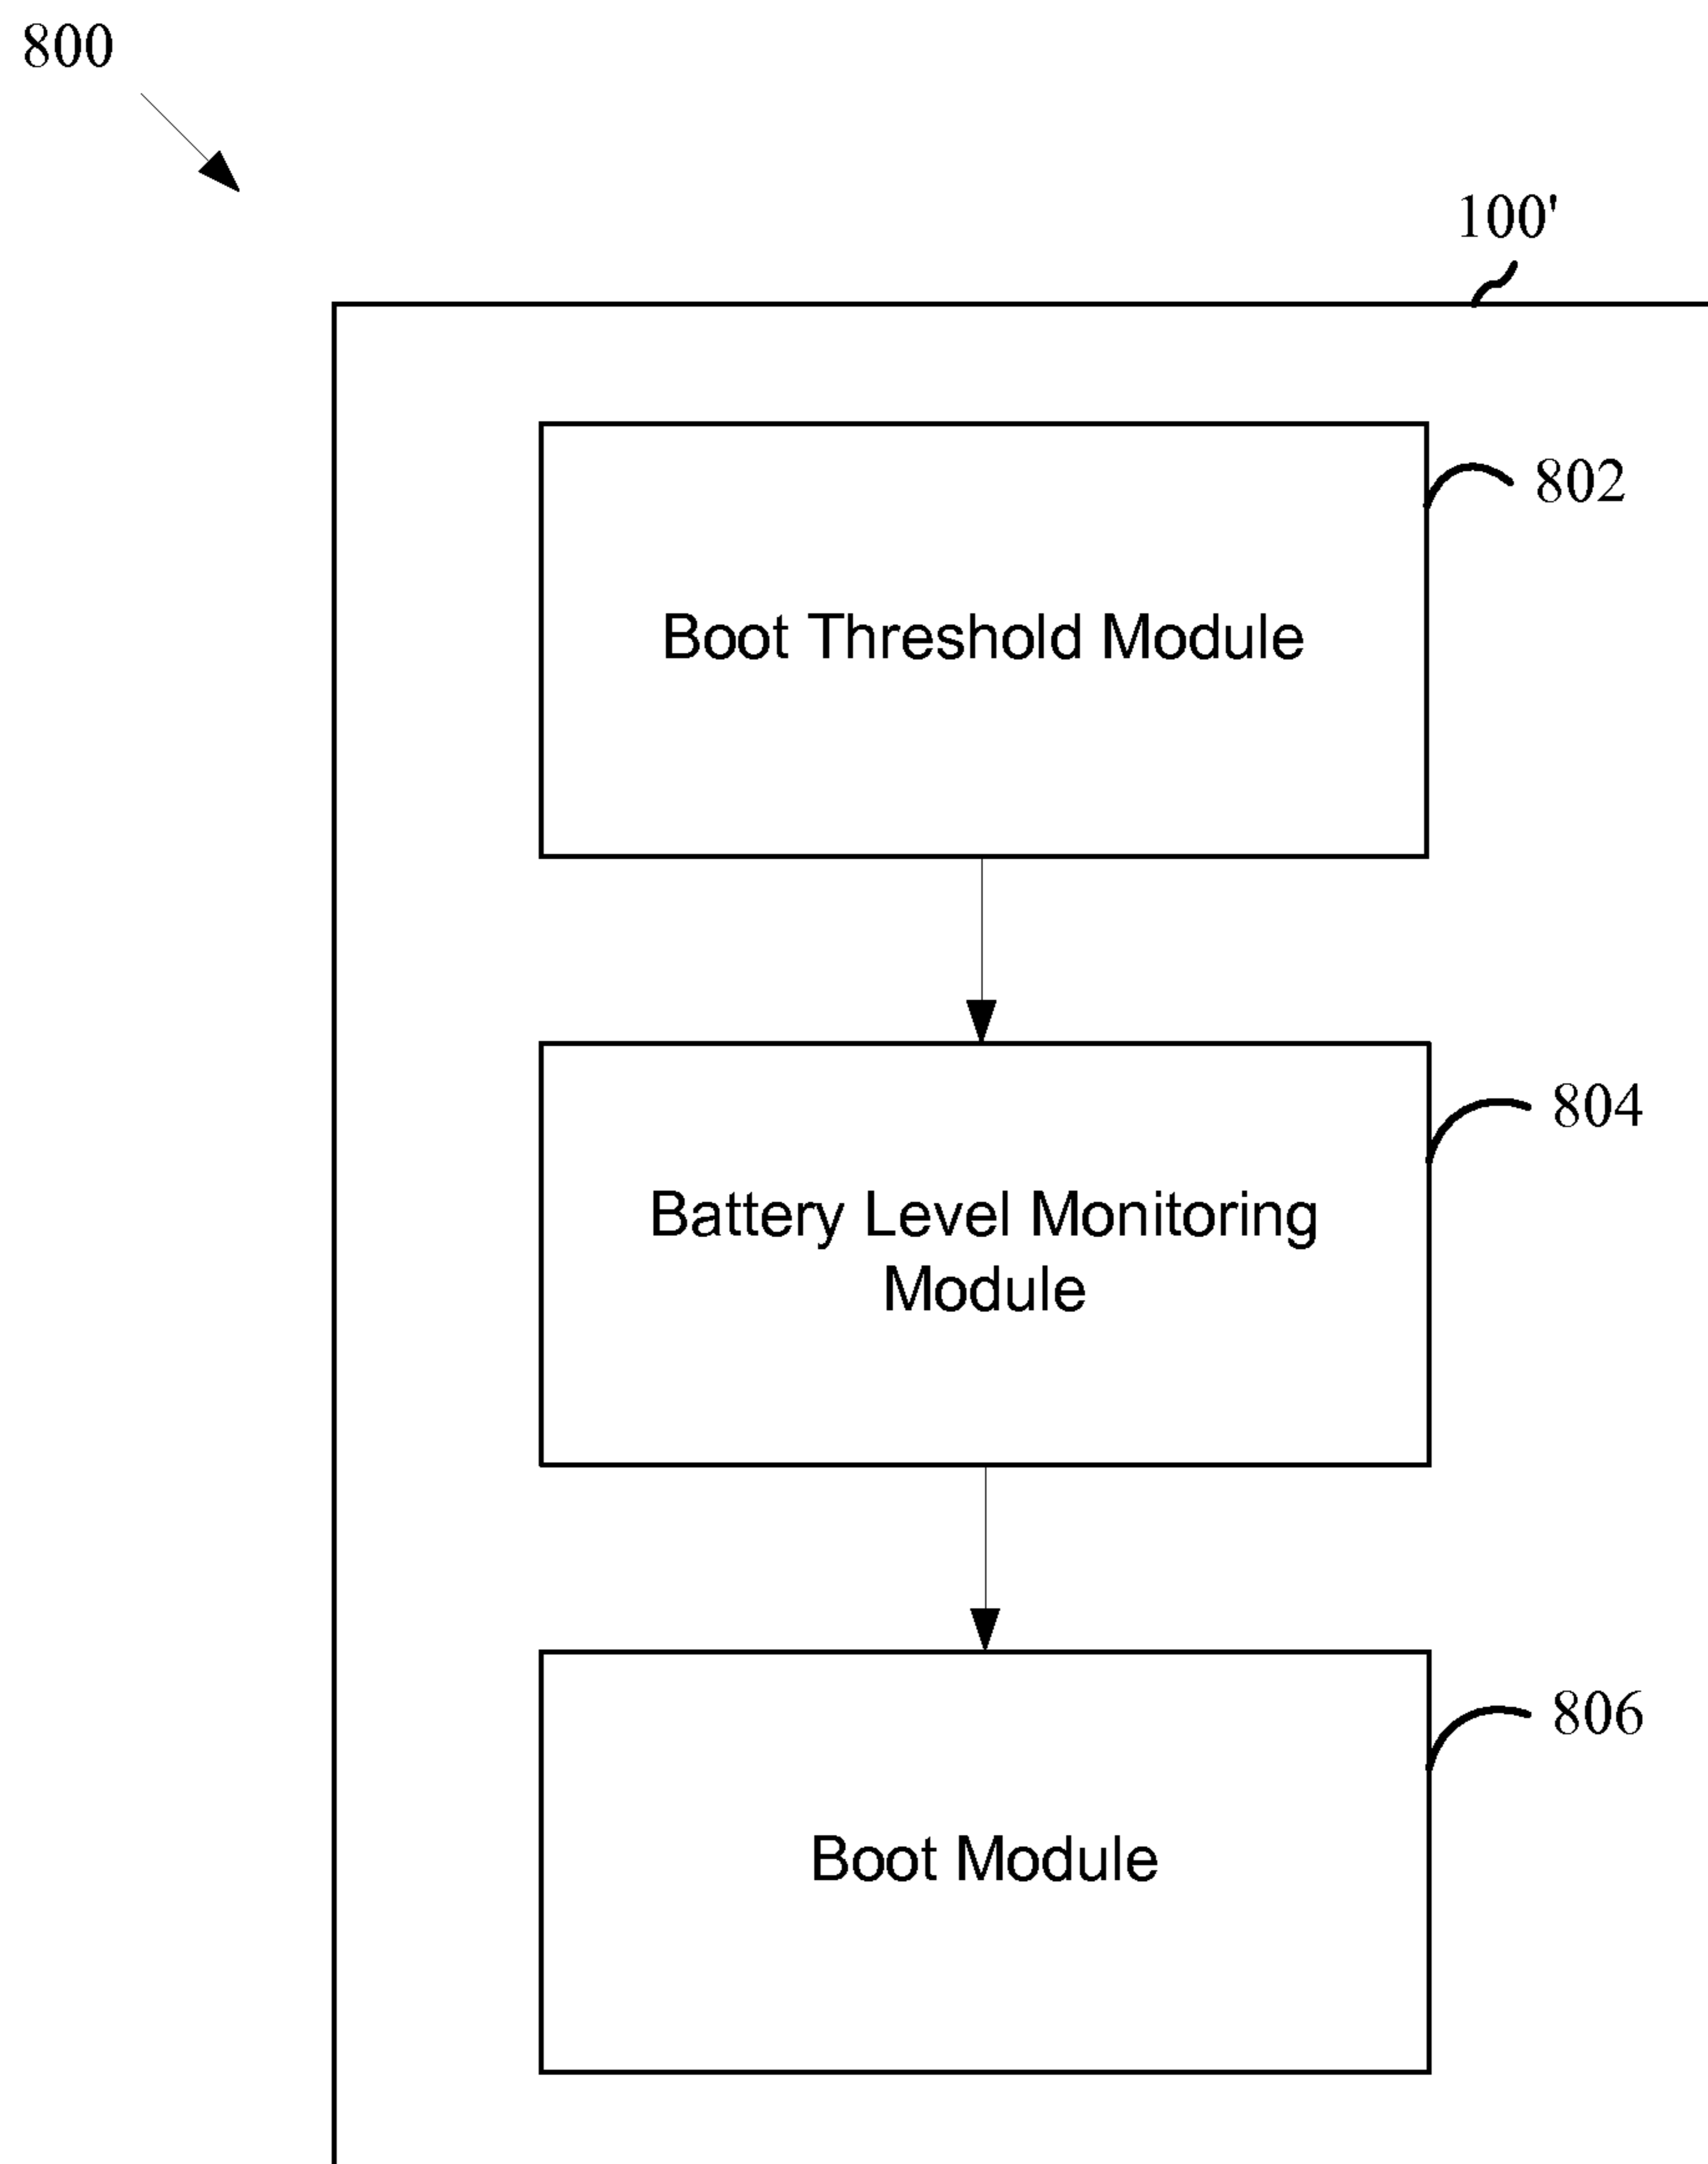 800
100'
802
Boot Threshold Module
804
Battery Level Monitoring
Module
806
Boot Module